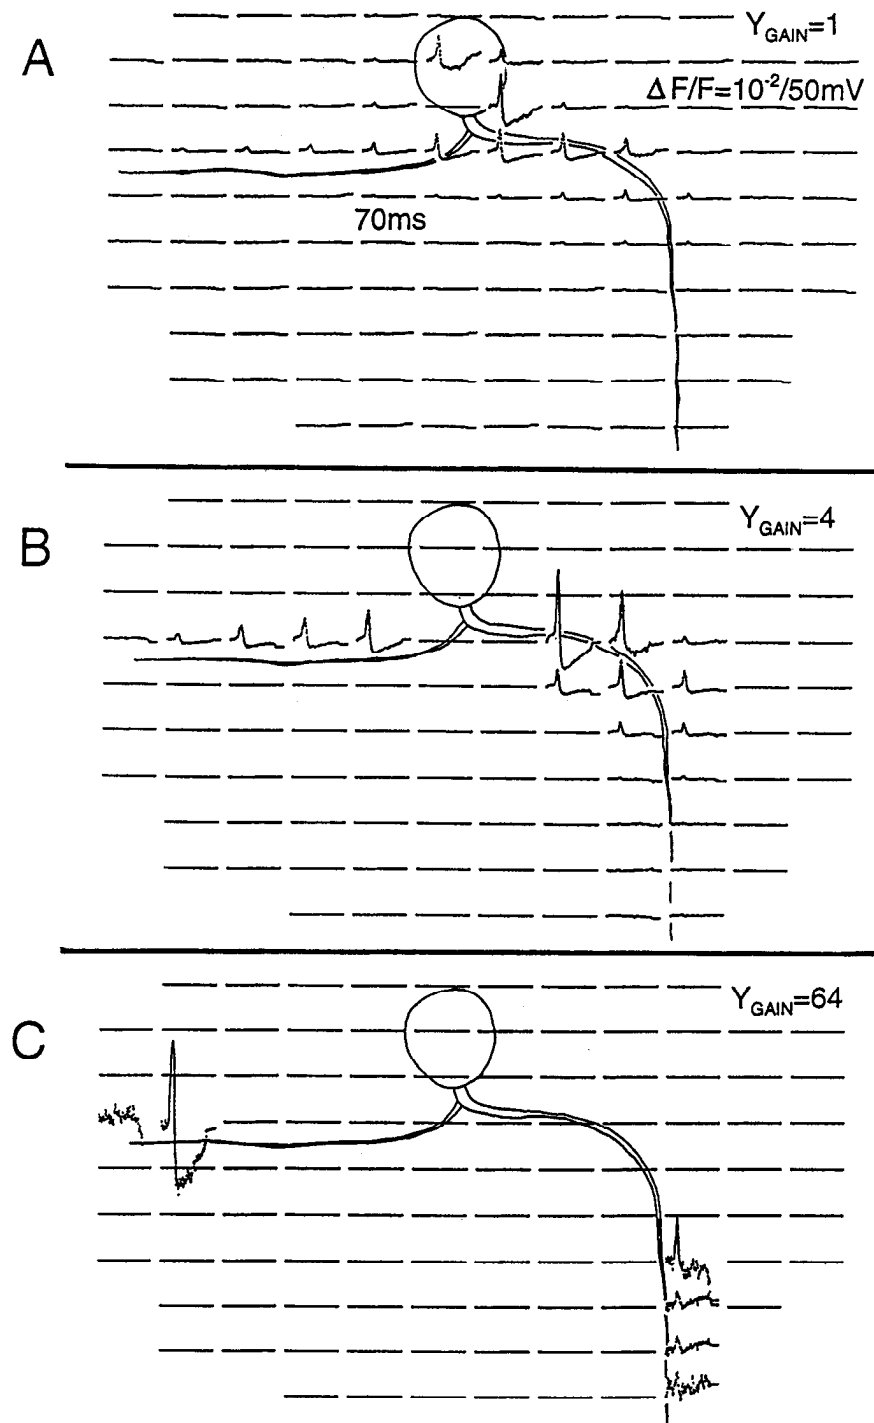 A
Y_GAIN=1
ΔF/F=10⁻²/50mV
70ms
B
Y_GAIN=4
C
Y_GAIN=64